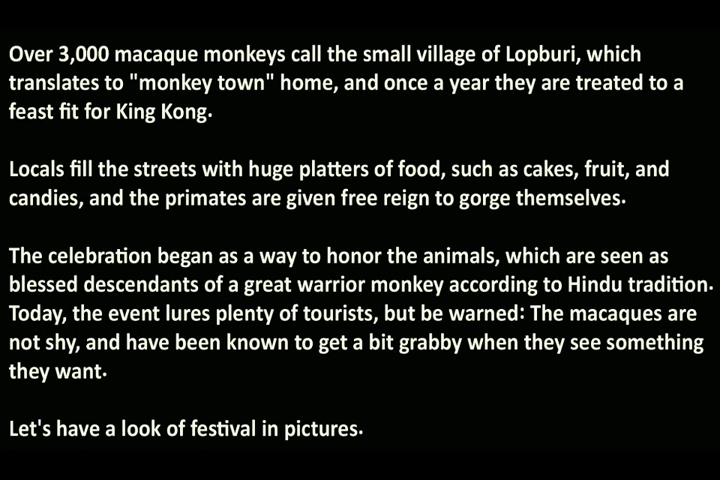 Over 3,000 macaque monkeys call the small village of Lopburi, which
translates to "monkey town" home, and once a year they are treated to a
feast fit for King Kong.
Locals fill the streets with huge platters of food, such as cakes, fruit, and
candies, and the primates are given free reign to gorge themselves.
The celebration began as a way to honor the animals, which are seen as
blessed descendants of a great warrior monkey according to Hindu tradition.
Today, the event lures plenty of tourists, but be warned: The macaques are
not shy, and have been known to get a bit grabby when they see something
they want.
Let's have a look of festival in pictures.